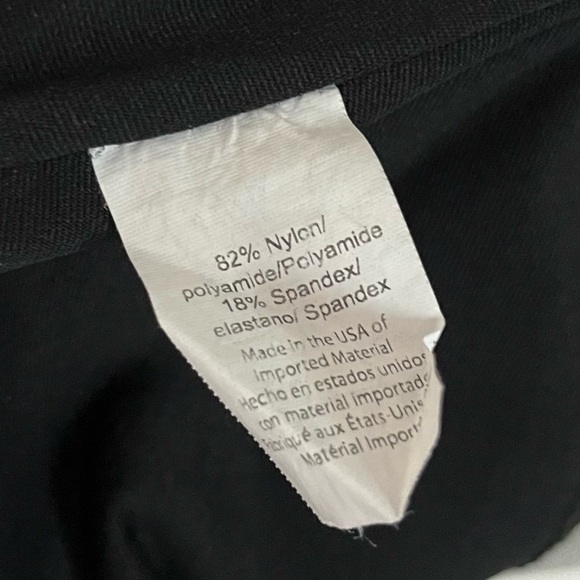 82% Nylon/
polyamide/Polyamide
18% Spandex/
elastano/ Spandex
Made in the USA of
Imported Material
Hecho en estados unidos
con material importado
Fabriqué aux États-Unis
Matérial Import